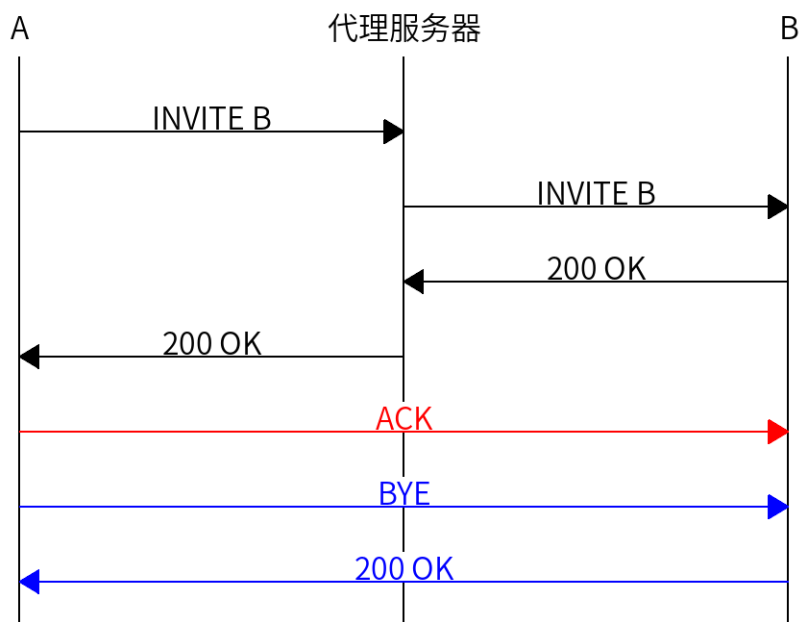 A
代理服务器
B
INVITE B
INVITE B
200 OK
200 OK
ACK
BYE
200 OK